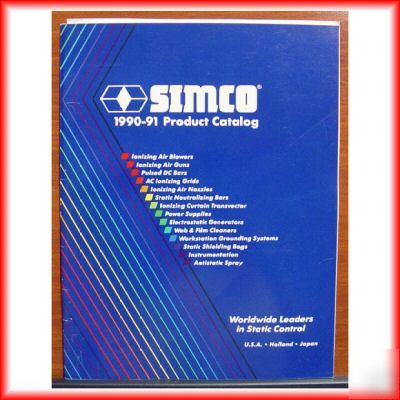 SIMCO®
1990-91 Product Catalog
Ionizing Air Blowers
Ionizing Air Guns
Pulsed DC Bars
AC Ionizing Grids
Ionizing Air Nozzles
Static Neutralizing Bars
Ionizing Curtain Transvector
Power Supplies
Electrostatic Generators
Web & Film Cleaners
Workstation Grounding Systems
Static Shielding Bags
Instrumentation
Antistatic Spray
Worldwide Leaders
in Static Control
U.S.A. • Holland • Japan